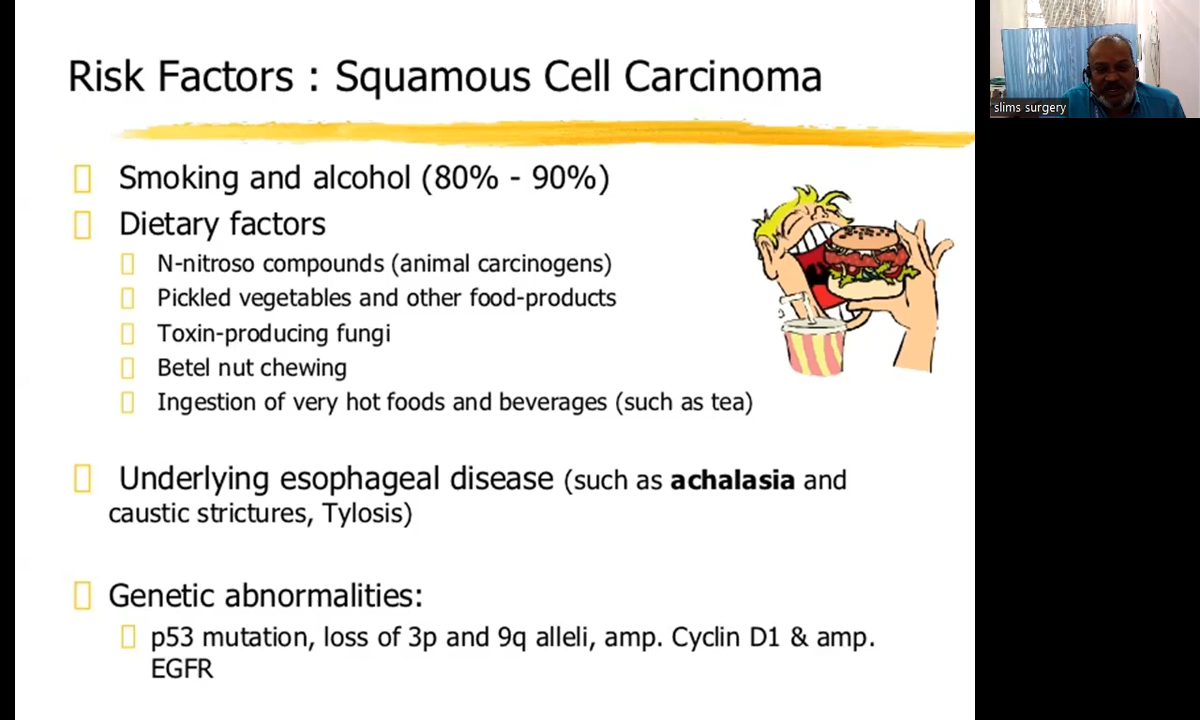 Risk Factors : Squamous Cell Carcinoma
slims surgery
Smoking and alcohol (80% - 90%)
Dietary factors
N-nitroso compounds (animal carcinogens)
Pickled vegetables and other food-products
Toxin-producing fungi
Betel nut chewing
Ingestion of very hot foods and beverages (such as tea)
Underlying esophageal disease (such as achalasia and
caustic strictures, Tylosis)
Genetic abnormalities:
p53 mutation, loss of 3p and 9q alleli, amp. Cyclin D1 & amp.
EGFR